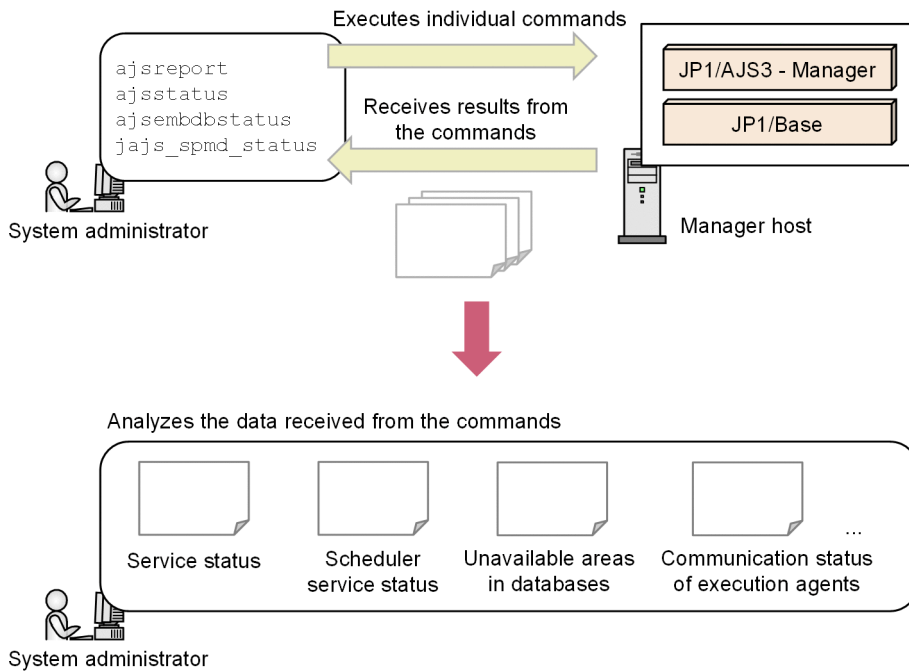 Executes individual commands
ajsreport
ajsstatus
ajsembdbstatus
jajs_spmd_status
Receives results from
the commands
JP1/AJS3 - Manager
JP1/Base
System administrator
Manager host
Analyzes the data received from the commands
Service status
Scheduler
service status
Unavailable areas
in databases
Communication status
of execution agents
...
System administrator